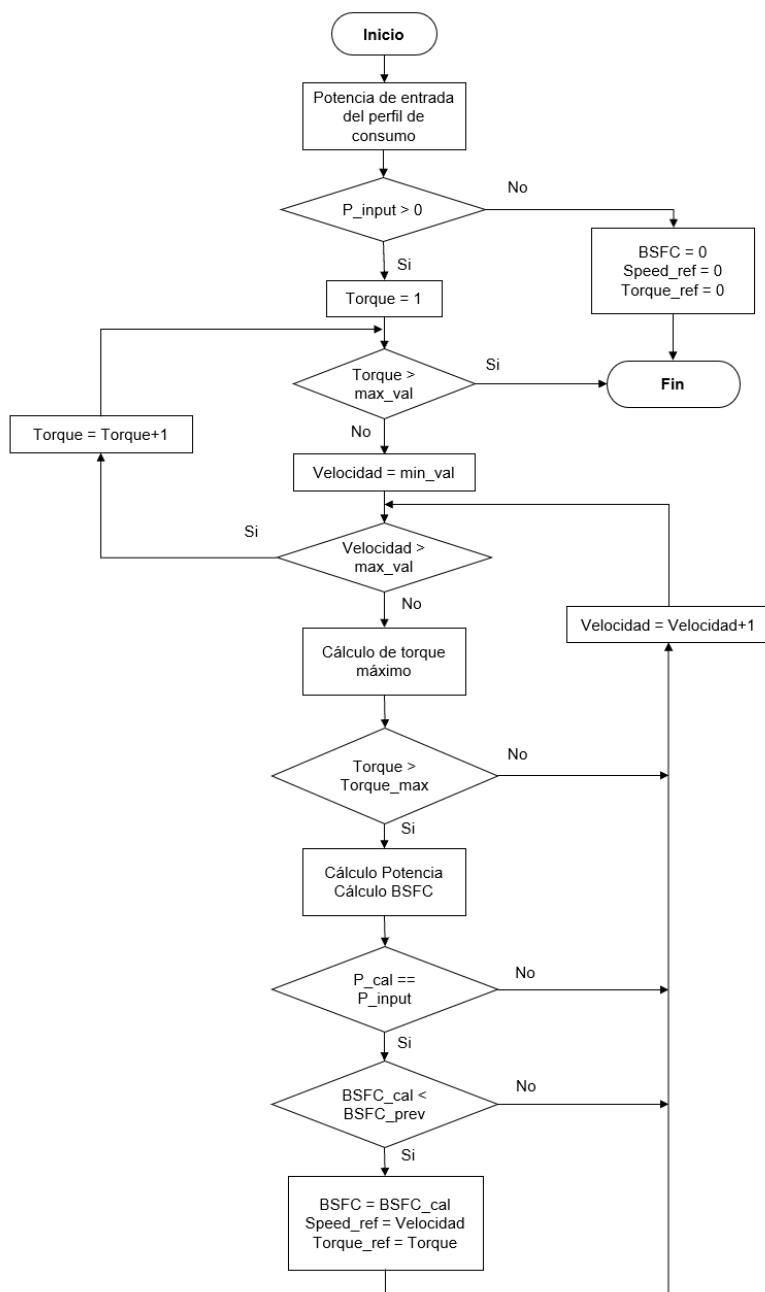 Inicio
Potencia de entrada
del perfil de
consumo
P_input > 0
No
Si
BSFC = 0
Speed_ref = 0
Torque_ref = 0
Torque = 1
Torque >
max_val
Si
Fin
No
Torque = Torque+1
Velocidad = min_val
Si
Velocidad >
max_val
No
Velocidad = Velocidad+1
Cálculo de torque
máximo
Torque >
Torque_max
No
Si
Cálculo Potencia
Cálculo BSFC
P_cal ==
P_input
No
Si
BSFC_cal <
BSFC_prev
No
Si
BSFC = BSFC_cal
Speed_ref = Velocidad
Torque_ref = Torque